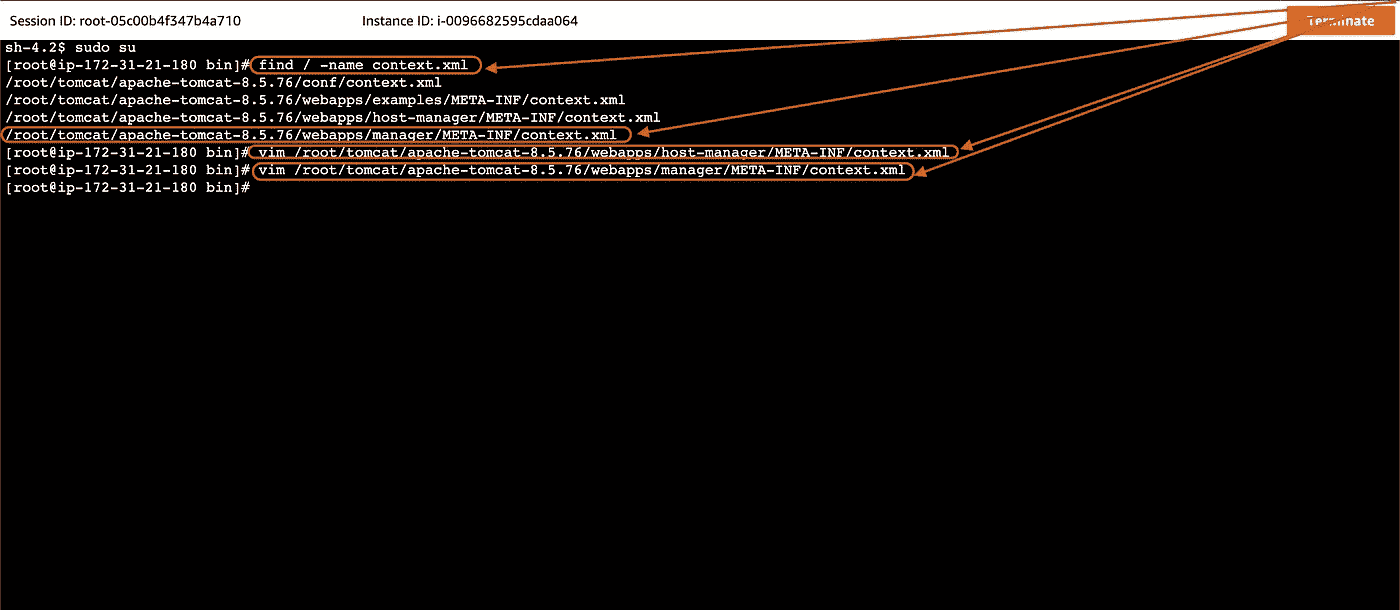 Session ID: root-05c00b4f347b4a710 Instance ID: i-0096682595cdaa064 Terminate
sh-4.2$ sudo su
[root@ip-172-31-21-180 bin]# find / -name context.xml
/root/tomcat/apache-tomcat-8.5.76/conf/context.xml
/root/tomcat/apache-tomcat-8.5.76/webapps/examples/META-INF/context.xml
/root/tomcat/apache-tomcat-8.5.76/webapps/host-manager/META-INF/context.xml
/root/tomcat/apache-tomcat-8.5.76/webapps/manager/META-INF/context.xml
[root@ip-172-31-21-180 bin]# vim /root/tomcat/apache-tomcat-8.5.76/webapps/host-manager/META-INF/context.xml
[root@ip-172-31-21-180 bin]# vim /root/tomcat/apache-tomcat-8.5.76/webapps/manager/META-INF/context.xml
[root@ip-172-31-21-180 bin]#